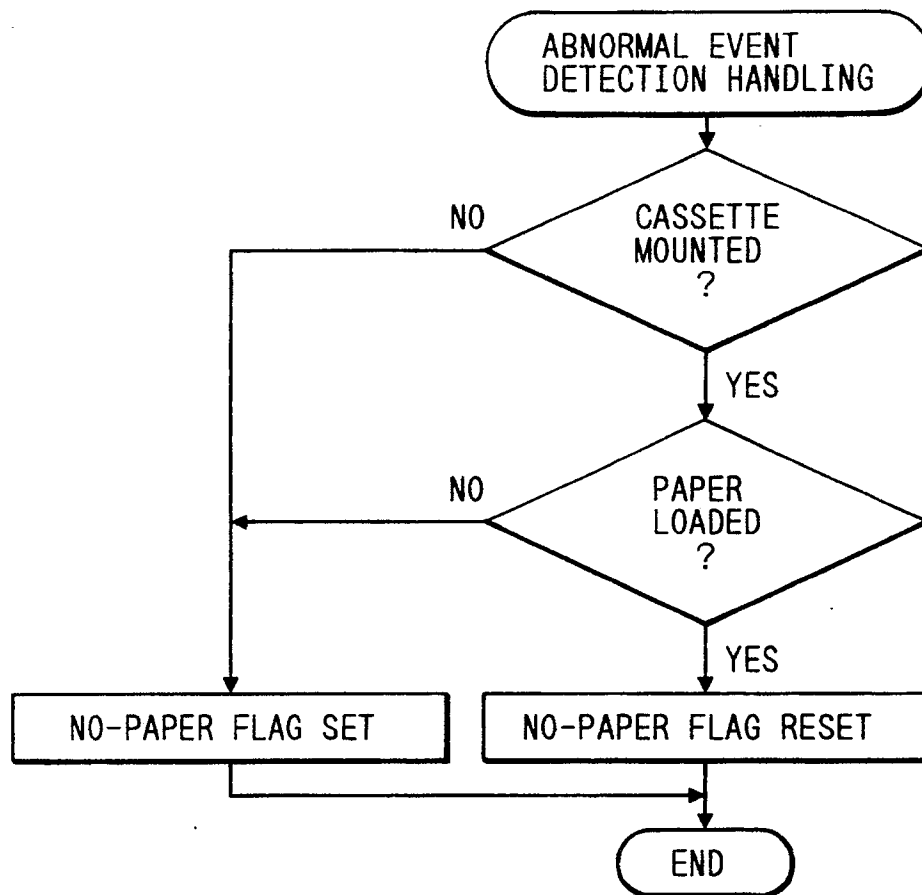 ABNORMAL EVENT
DETECTION HANDLING
NO
CASSETTE
MOUNTED
?
YES
NO
PAPER
LOADED
?
YES
NO-PAPER FLAG SET
NO-PAPER FLAG RESET
END